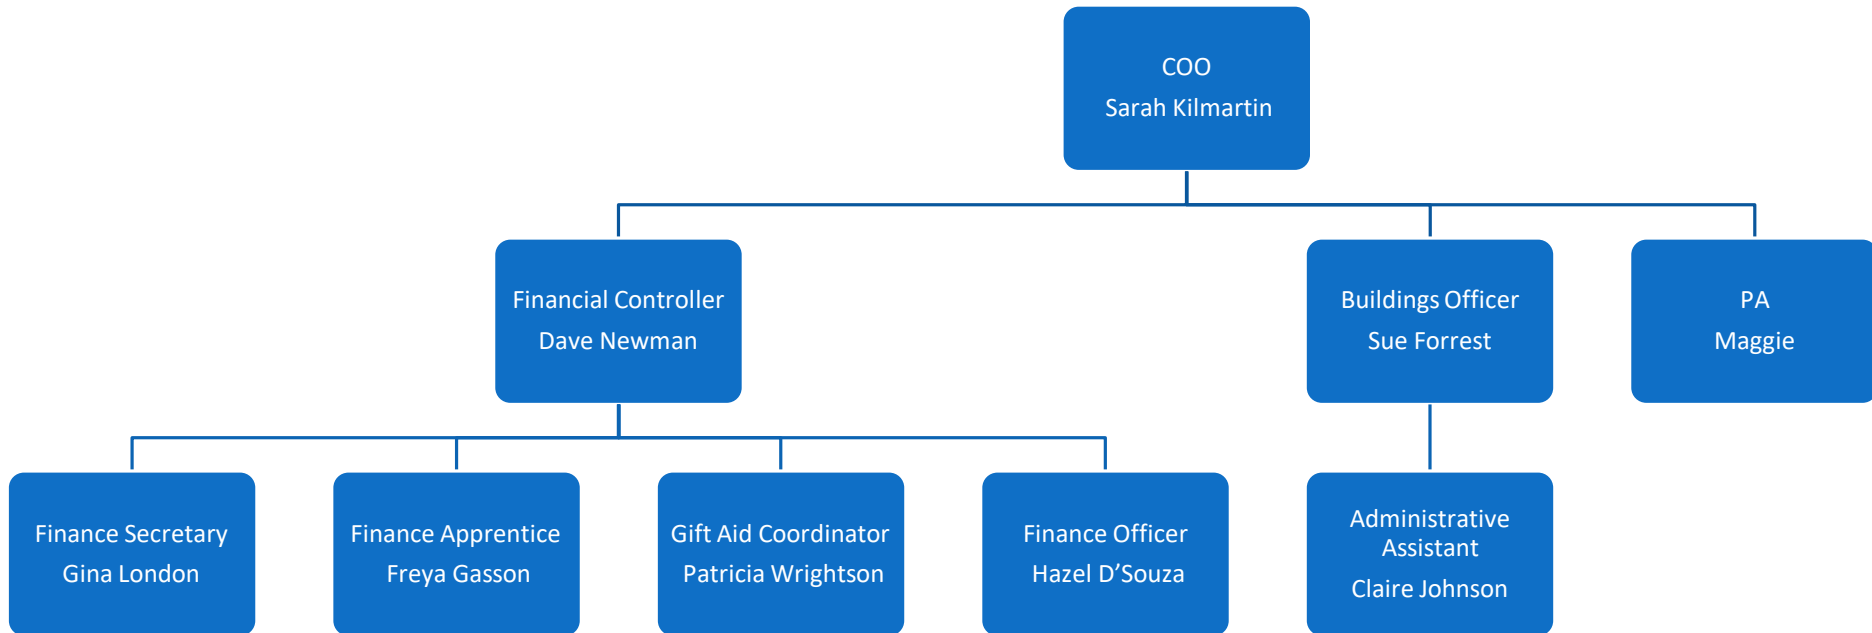 COO
Sarah Kilmartin
Financial Controller
Dave Newman
Buildings Officer
Sue Forrest
PA
Maggie
Finance Secretary
Gina London
Finance Apprentice
Freya Gasson
Gift Aid Coordinator
Patricia Wrightson
Finance Officer
Hazel D’Souza
Administrative
Assistant
Claire Johnson